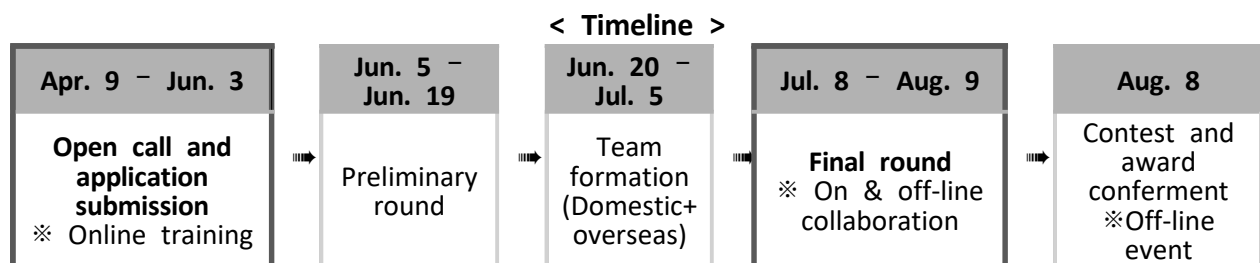 < Timeline >
Apr. 9 – Jun. 3
Open call and
application
submission
※ Online training
➠
Jun. 5 –
Jun. 19
Preliminary
round
➠
Jun. 20 –
Jul. 5
Team
formation
(Domestic+
overseas)
➠
Jul. 8 – Aug. 9
Final round
※ On & off-line
collaboration
➠
Aug. 8
Contest and
award
conferment
※Off-line
event